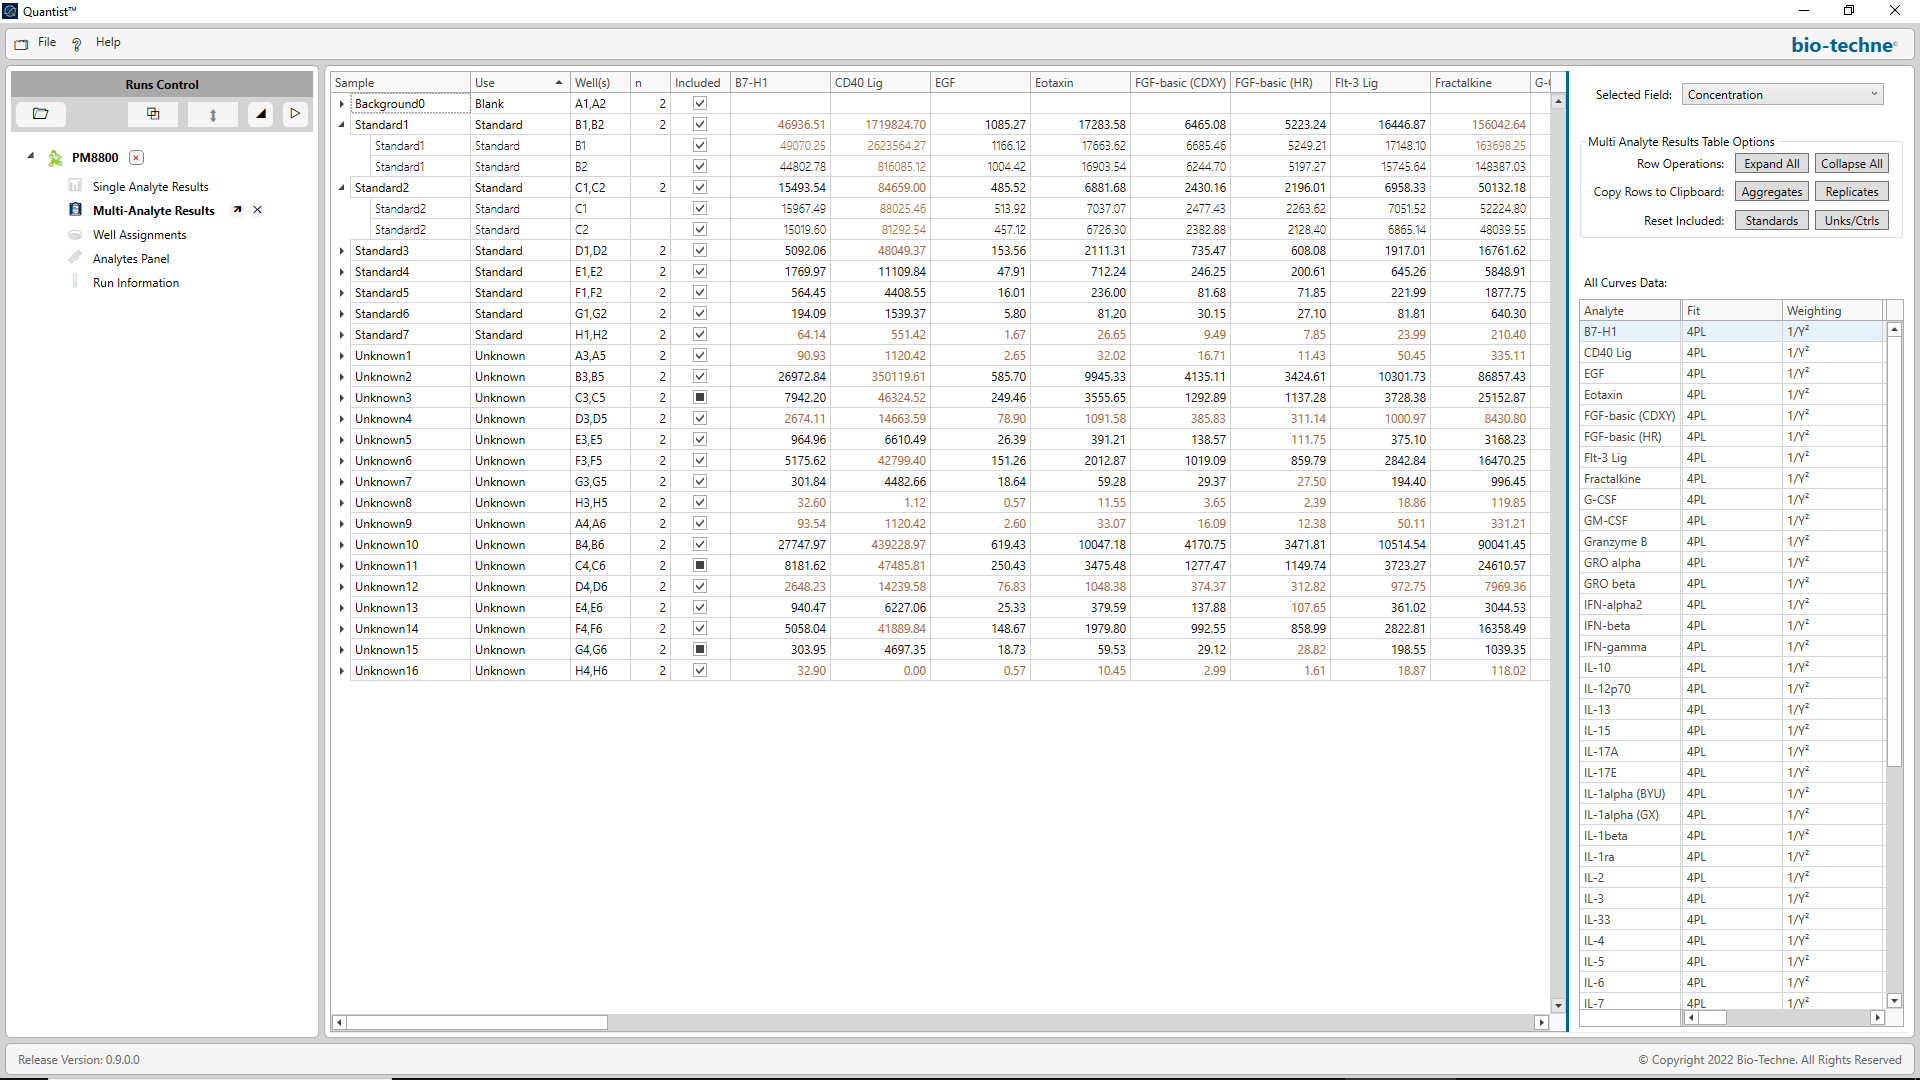 Quantist™
File Help bio-techne®
Runs Control
PM8800
Single Analyte Results
Multi-Analyte Results
Well Assignments
Analytes Panel
Run Information
Sample Use Well(s) n Included B7-H1 CD40 Lig EGF Eotaxin FGF-basic (CDXY) FGF-basic (HR) Flt-3 Lig Fractalkine G-
Background0 Blank A1,A2 2
Standard1 Standard B1,B2 2 46936.51 1719824.70 1085.27 17283.58 6465.08 5223.24 16446.87 156042.64
Standard1 Standard B1 49070.25 2623564.27 1166.12 17663.62 6685.46 5249.21 17148.10 163698.25
Standard1 Standard B2 44802.78 816085.12 1004.42 16903.54 6244.70 5197.27 15745.64 148387.03
Standard2 Standard C1,C2 2 15493.54 84659.00 485.52 6881.68 2430.16 2196.01 6958.33 50132.18
Standard2 Standard C1 15967.49 88025.46 513.92 7037.07 2477.43 2263.62 7051.52 52224.80
Standard2 Standard C2 15019.60 81292.54 457.12 6726.30 2382.88 2128.40 6865.14 48039.55
Standard3 Standard D1,D2 2 5092.06 48049.37 153.56 2111.31 735.47 608.08 1917.01 16761.62
Standard4 Standard E1,E2 2 1769.97 11109.84 47.91 712.24 246.25 200.61 645.26 5848.91
Standard5 Standard F1,F2 2 564.45 4408.55 16.01 236.00 81.68 71.85 221.99 1877.75
Standard6 Standard G1,G2 2 194.09 1539.37 5.80 81.20 30.15 27.10 81.81 640.30
Standard7 Standard H1,H2 2 64.14 551.42 1.67 26.65 9.49 7.85 23.99 210.40
Unknown1 Unknown A3,A5 2 90.93 1120.42 2.65 32.02 16.71 11.43 50.45 335.11
Unknown2 Unknown B3,B5 2 26972.84 350119.61 585.70 9945.33 4135.11 3424.61 10301.73 86857.43
Unknown3 Unknown C3,C5 2 7942.20 46324.52 249.46 3555.65 1292.89 1137.28 3728.38 25152.87
Unknown4 Unknown D3,D5 2 2674.11 14663.59 78.90 1091.58 385.83 311.14 1000.97 8430.80
Unknown5 Unknown E3,E5 2 964.96 6610.49 26.39 391.21 138.57 111.75 375.10 3168.23
Unknown6 Unknown F3,F5 2 5175.62 42799.40 151.26 2012.87 1019.09 859.79 2842.84 16470.25
Unknown7 Unknown G3,G5 2 301.84 4482.66 18.64 59.28 29.37 27.50 194.40 996.45
Unknown8 Unknown H3,H5 2 32.60 1.12 0.57 11.55 3.65 2.39 18.86 119.85
Unknown9 Unknown A4,A6 2 93.54 1120.42 2.60 33.07 16.09 12.38 50.11 331.21
Unknown10 Unknown B4,B6 2 27747.97 439228.97 619.43 10047.18 4170.75 3471.81 10514.54 90041.45
Unknown11 Unknown C4,C6 2 8181.62 47485.81 250.43 3475.48 1277.47 1149.74 3723.27 24610.57
Unknown12 Unknown D4,D6 2 2648.23 14239.58 76.83 1048.38 374.37 312.82 972.75 7969.36
Unknown13 Unknown E4,E6 2 940.47 6227.06 25.33 379.59 137.88 107.65 361.02 3044.53
Unknown14 Unknown F4,F6 2 5058.04 41889.84 148.67 1979.80 992.55 858.99 2822.81 16358.49
Unknown15 Unknown G4,G6 2 303.95 4697.35 18.73 59.53 29.12 28.82 198.55 1039.35
Unknown16 Unknown H4,H6 2 32.90 0.00 0.57 10.45 2.99 1.61 18.87 118.02
Selected Field: Concentration
Multi Analyte Results Table Options
Row Operations: Expand All Collapse All
Copy Rows to Clipboard: Aggregates Replicates
Reset Included: Standards Unks/Ctrls
All Curves Data:
Analyte Fit Weighting
B7-H1 4PL 1/Y²
CD40 Lig 4PL 1/Y²
EGF 4PL 1/Y²
Eotaxin 4PL 1/Y²
FGF-basic (CDXY) 4PL 1/Y²
FGF-basic (HR) 4PL 1/Y²
Flt-3 Lig 4PL 1/Y²
Fractalkine 4PL 1/Y²
G-CSF 4PL 1/Y²
GM-CSF 4PL 1/Y²
Granzyme B 4PL 1/Y²
GRO alpha 4PL 1/Y²
GRO beta 4PL 1/Y²
IFN-alpha2 4PL 1/Y²
IFN-beta 4PL 1/Y²
IFN-gamma 4PL 1/Y²
IL-10 4PL 1/Y²
IL-12p70 4PL 1/Y²
IL-13 4PL 1/Y²
IL-15 4PL 1/Y²
IL-17A 4PL 1/Y²
IL-17E 4PL 1/Y²
IL-1alpha (BYU) 4PL 1/Y²
IL-1alpha (GX) 4PL 1/Y²
IL-1beta 4PL 1/Y²
IL-1ra 4PL 1/Y²
IL-2 4PL 1/Y²
IL-3 4PL 1/Y²
IL-33 4PL 1/Y²
IL-4 4PL 1/Y²
IL-5 4PL 1/Y²
IL-6 4PL 1/Y²
IL-7 4PL 1/Y²
Release Version: 0.9.0.0 © Copyright 2022 Bio-Techne. All Rights Reserved